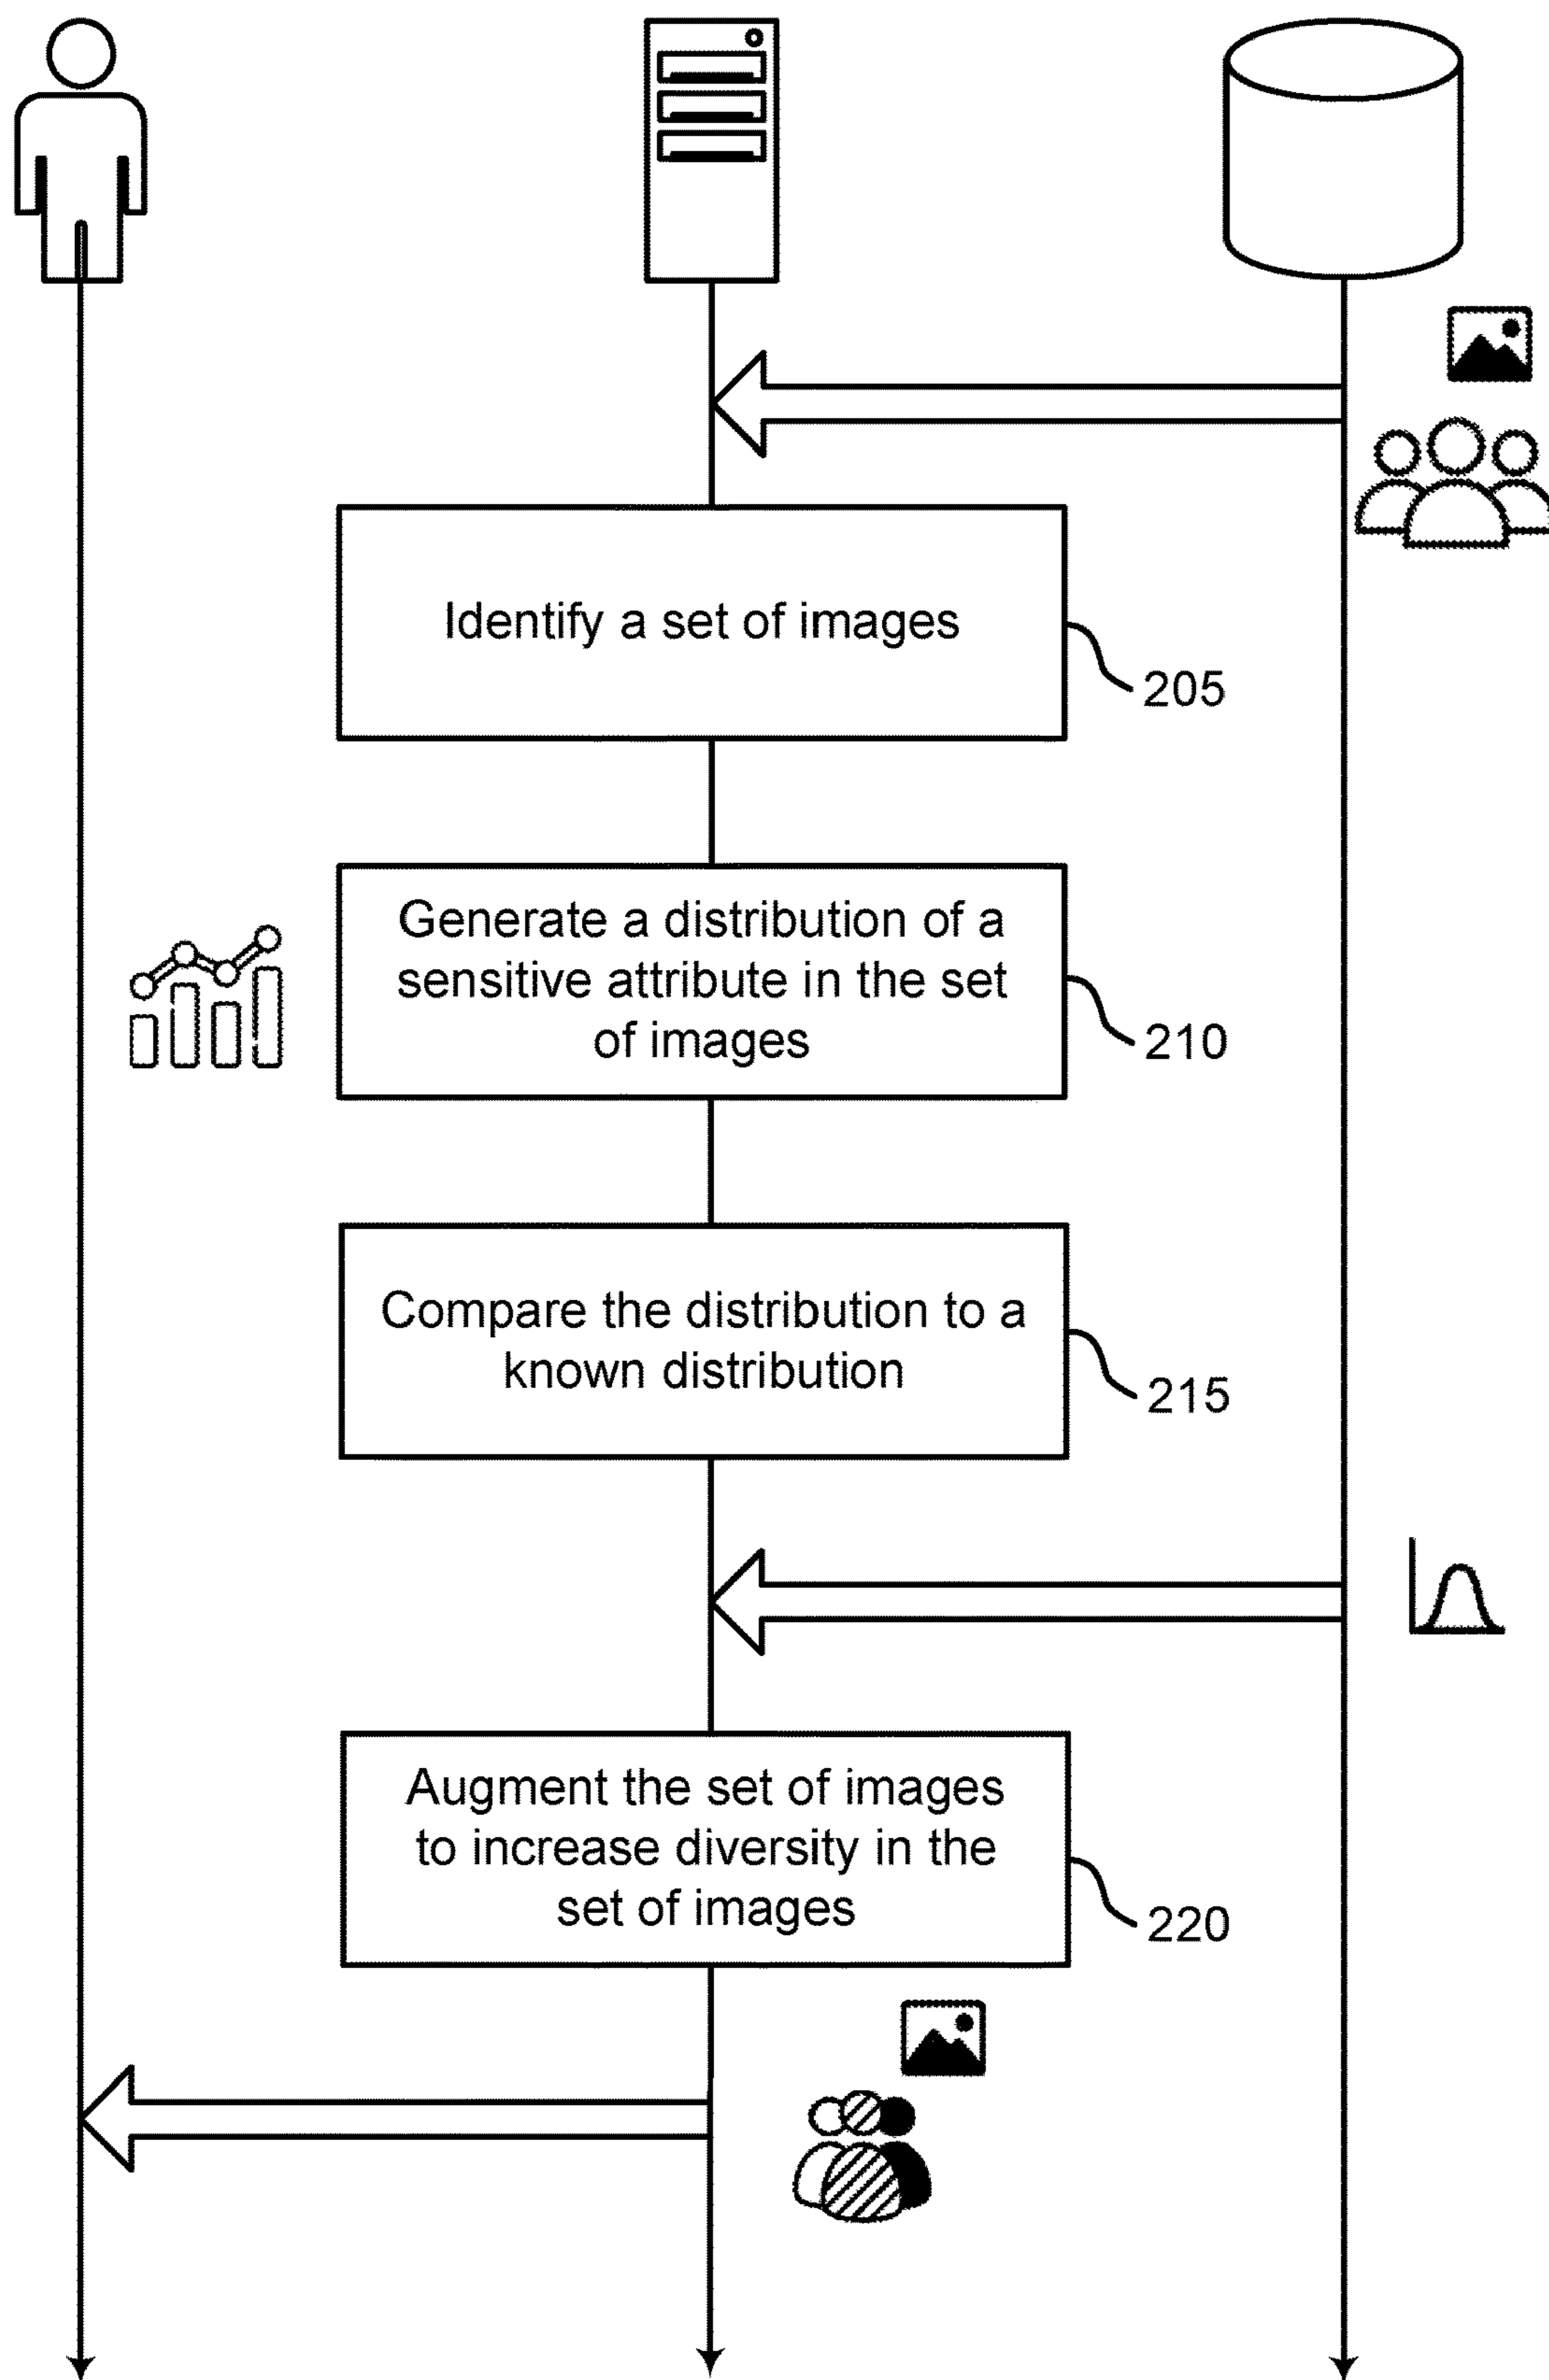 Identify a set of images
205
Generate a distribution of a
sensitive attribute in the set
of images
210
Compare the distribution to a
known distribution
215
Augment the set of images
to increase diversity in the
set of images
220